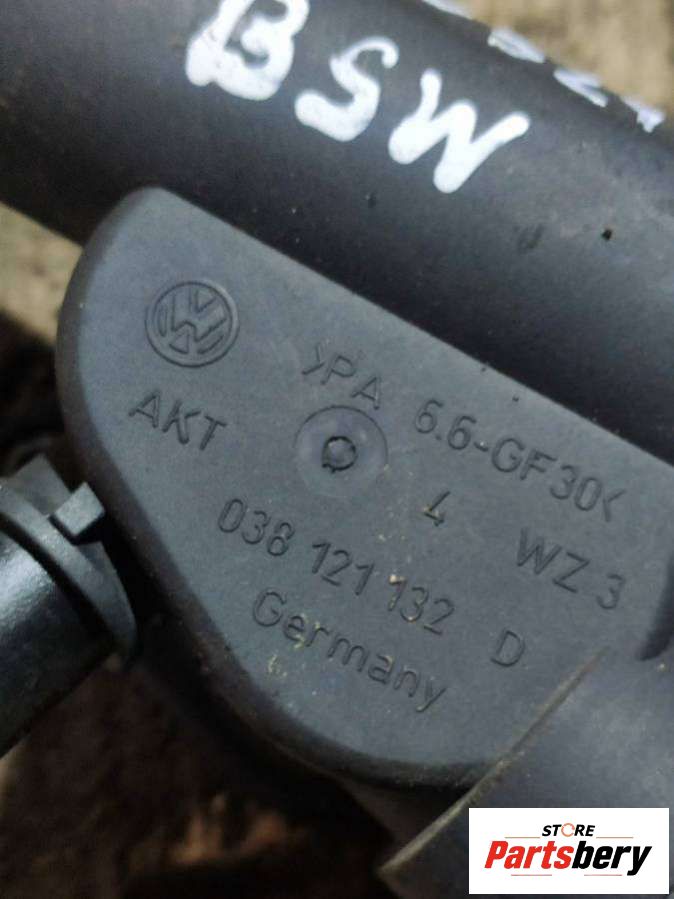 BSW
>PA 6.6-GF30<
AKT
4 WZ 3
038 121 132 D
Germany
STORE
Partsbery